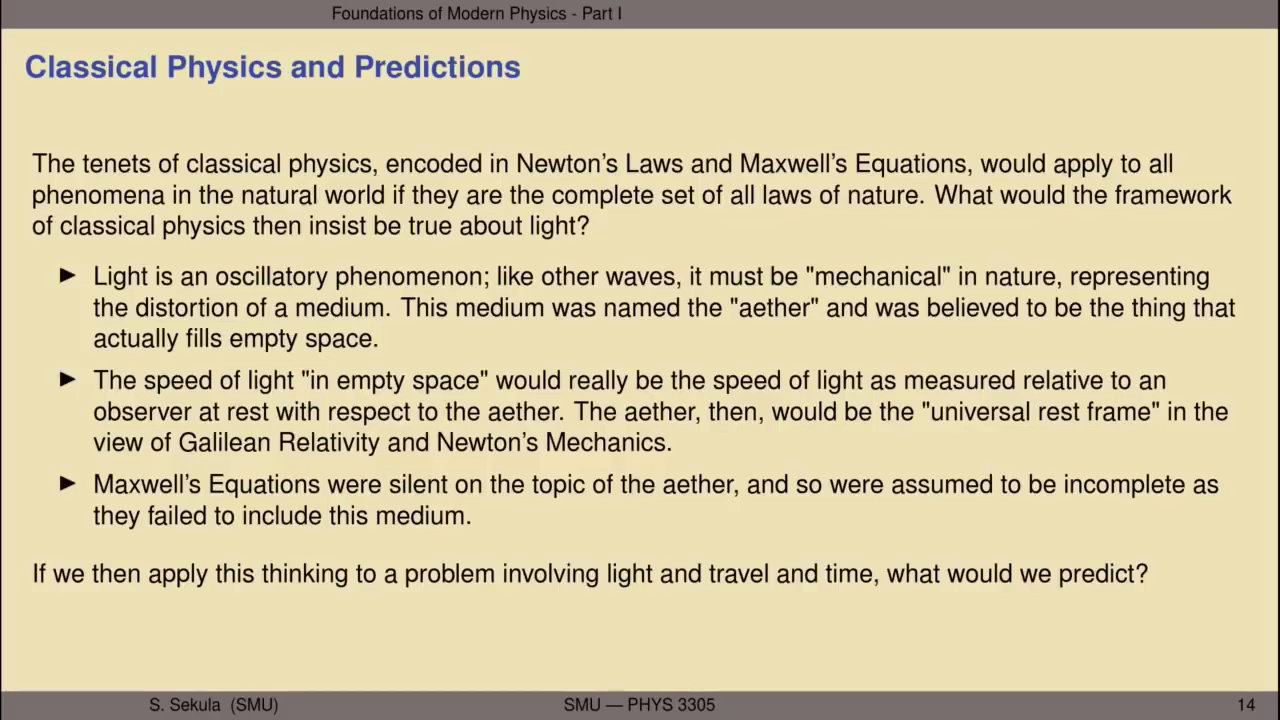 Foundations of Modern Physics - Part I
Classical Physics and Predictions
The tenets of classical physics, encoded in Newton's Laws and Maxwell's Equations, would apply to all
phenomena in the natural world if they are the complete set of all laws of nature. What would the framework
of classical physics then insist be true about light?
▶ Light is an oscillatory phenomenon; like other waves, it must be "mechanical" in nature, representing
the distortion of a medium. This medium was named the "aether" and was believed to be the thing that
actually fills empty space.
▶ The speed of light "in empty space" would really be the speed of light as measured relative to an
observer at rest with respect to the aether. The aether, then, would be the "universal rest frame" in the
view of Galilean Relativity and Newton's Mechanics.
▶ Maxwell's Equations were silent on the topic of the aether, and so were assumed to be incomplete as
they failed to include this medium.
If we then apply this thinking to a problem involving light and travel and time, what would we predict?
S. Sekula (SMU) SMU — PHYS 3305 14